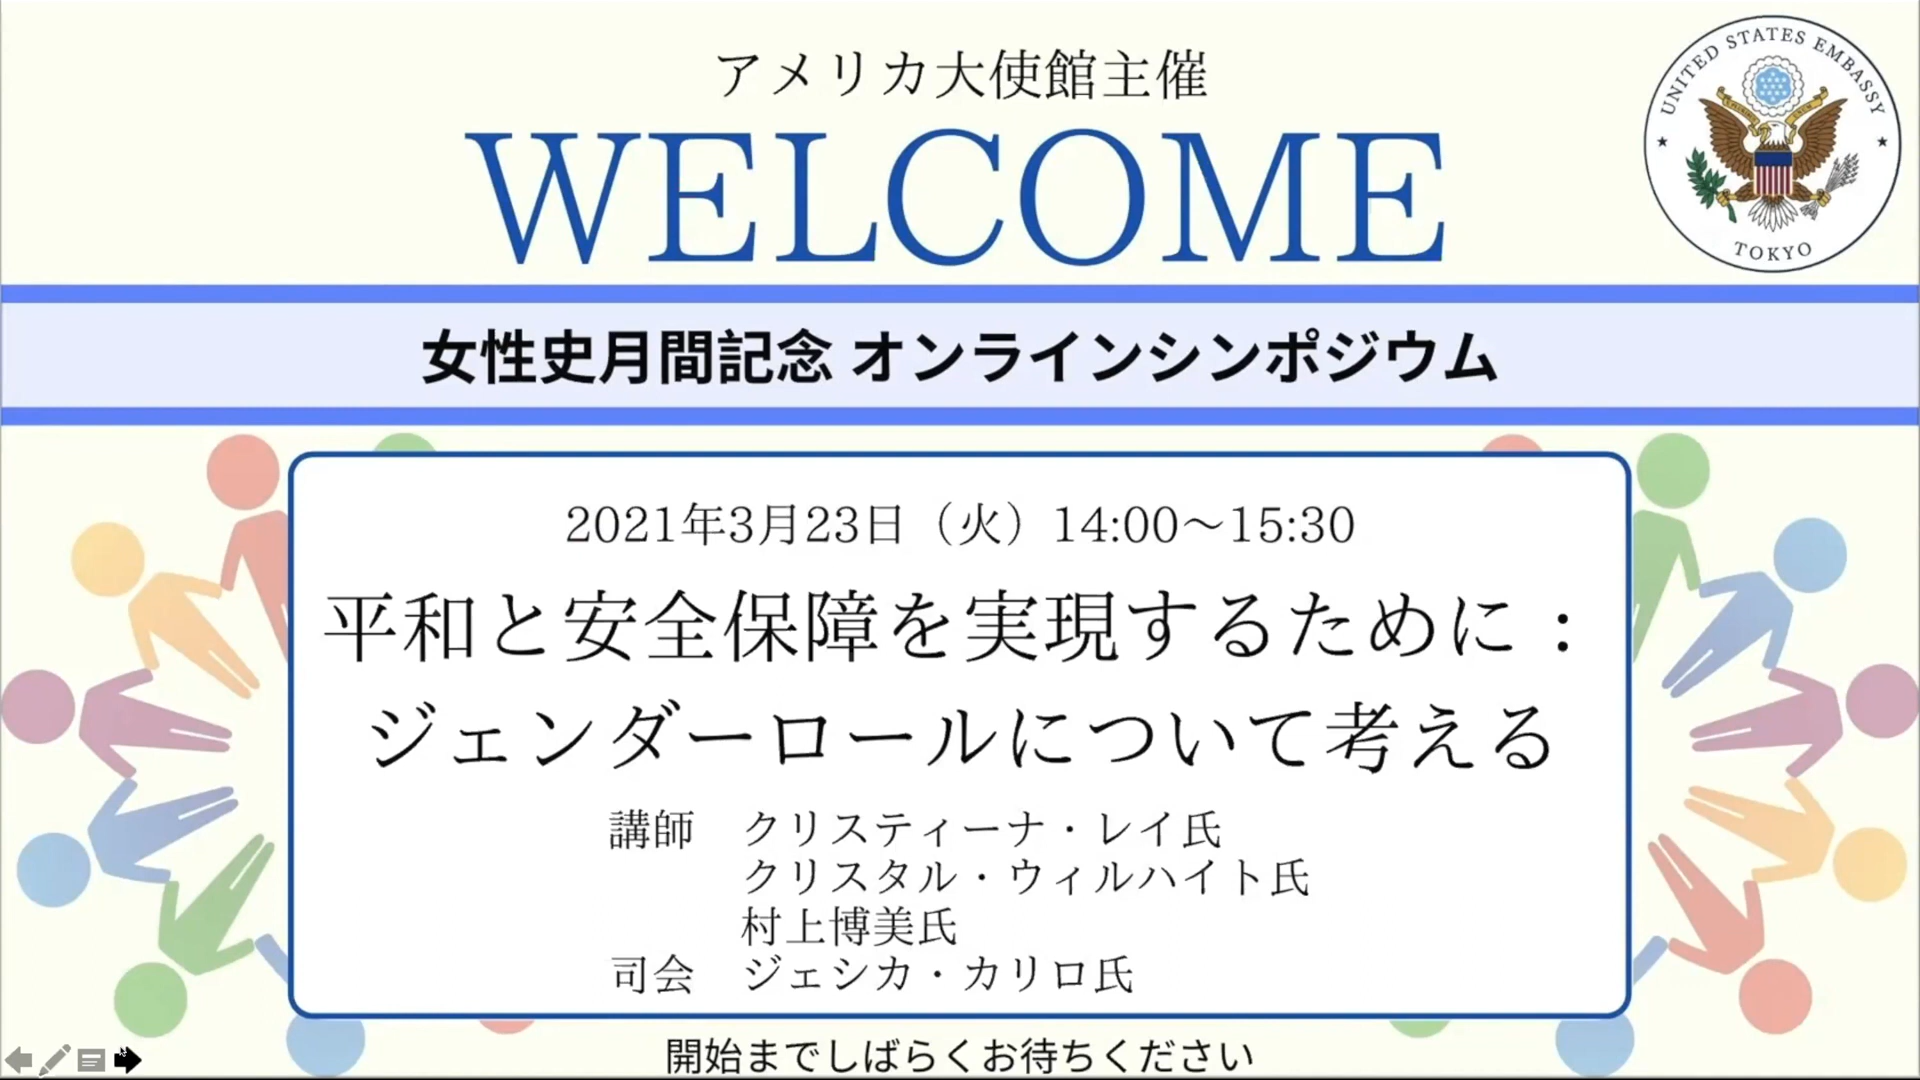 アメリカ大使館主催
WELCOME
UNITED STATES EMBASSY
TOKYO
女性史月間記念 オンラインシンポジウム
2021年3月23日（火）14:00～15:30
平和と安全保障を実現するために：
ジェンダーロールについて考える
講師 クリスティーナ・レイ氏
クリスタル・ウィルハイト氏
村上博美氏
司会 ジェシカ・カリロ氏
開始までしばらくお待ちください